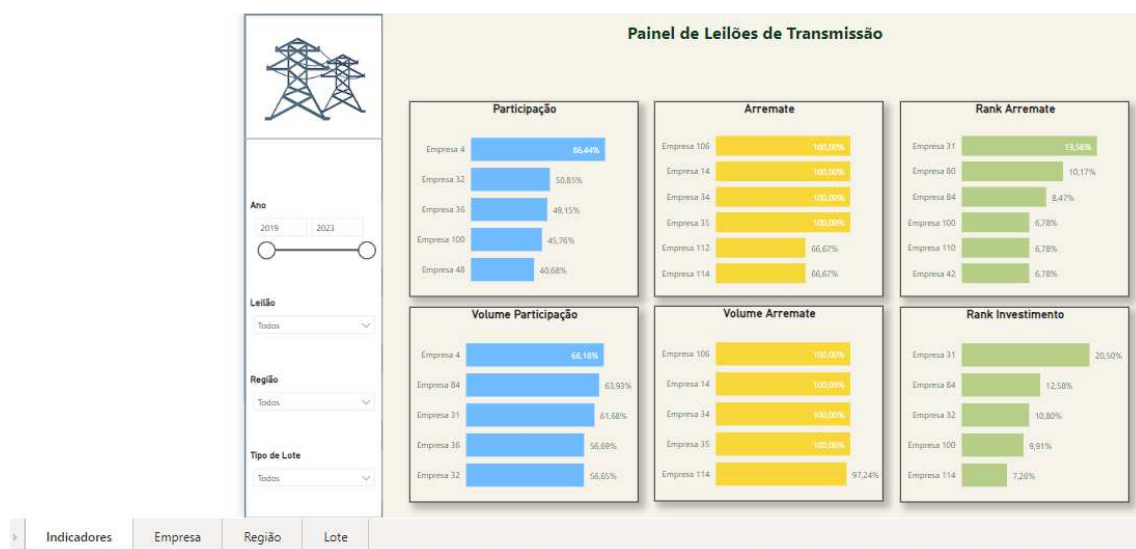 Painel de Leilões de Transmissão
Ano
2019 2023
Leilão
Todos
Região
Todos
Tipo de Lote
Todos
Participação
Empresa 4 86,44%
Empresa 32 50,85%
Empresa 36 49,15%
Empresa 100 45,76%
Empresa 48 40,68%
Arremate
Empresa 106 100,00%
Empresa 14 100,00%
Empresa 34 100,00%
Empresa 35 100,00%
Empresa 112 66,67%
Empresa 114 66,67%
Rank Arremate
Empresa 31 13,56%
Empresa 80 10,17%
Empresa 84 8,47%
Empresa 100 6,78%
Empresa 110 6,78%
Empresa 42 6,78%
Volume Participação
Empresa 4 66,16%
Empresa 84 63,93%
Empresa 31 61,68%
Empresa 36 56,69%
Empresa 32 56,65%
Volume Arremate
Empresa 106 100,00%
Empresa 14 100,00%
Empresa 34 100,00%
Empresa 35 100,00%
Empresa 114 97,24%
Rank Investimento
Empresa 31 20,50%
Empresa 84 12,58%
Empresa 32 10,80%
Empresa 100 9,91%
Empresa 114 7,26%
Indicadores Empresa Região Lote